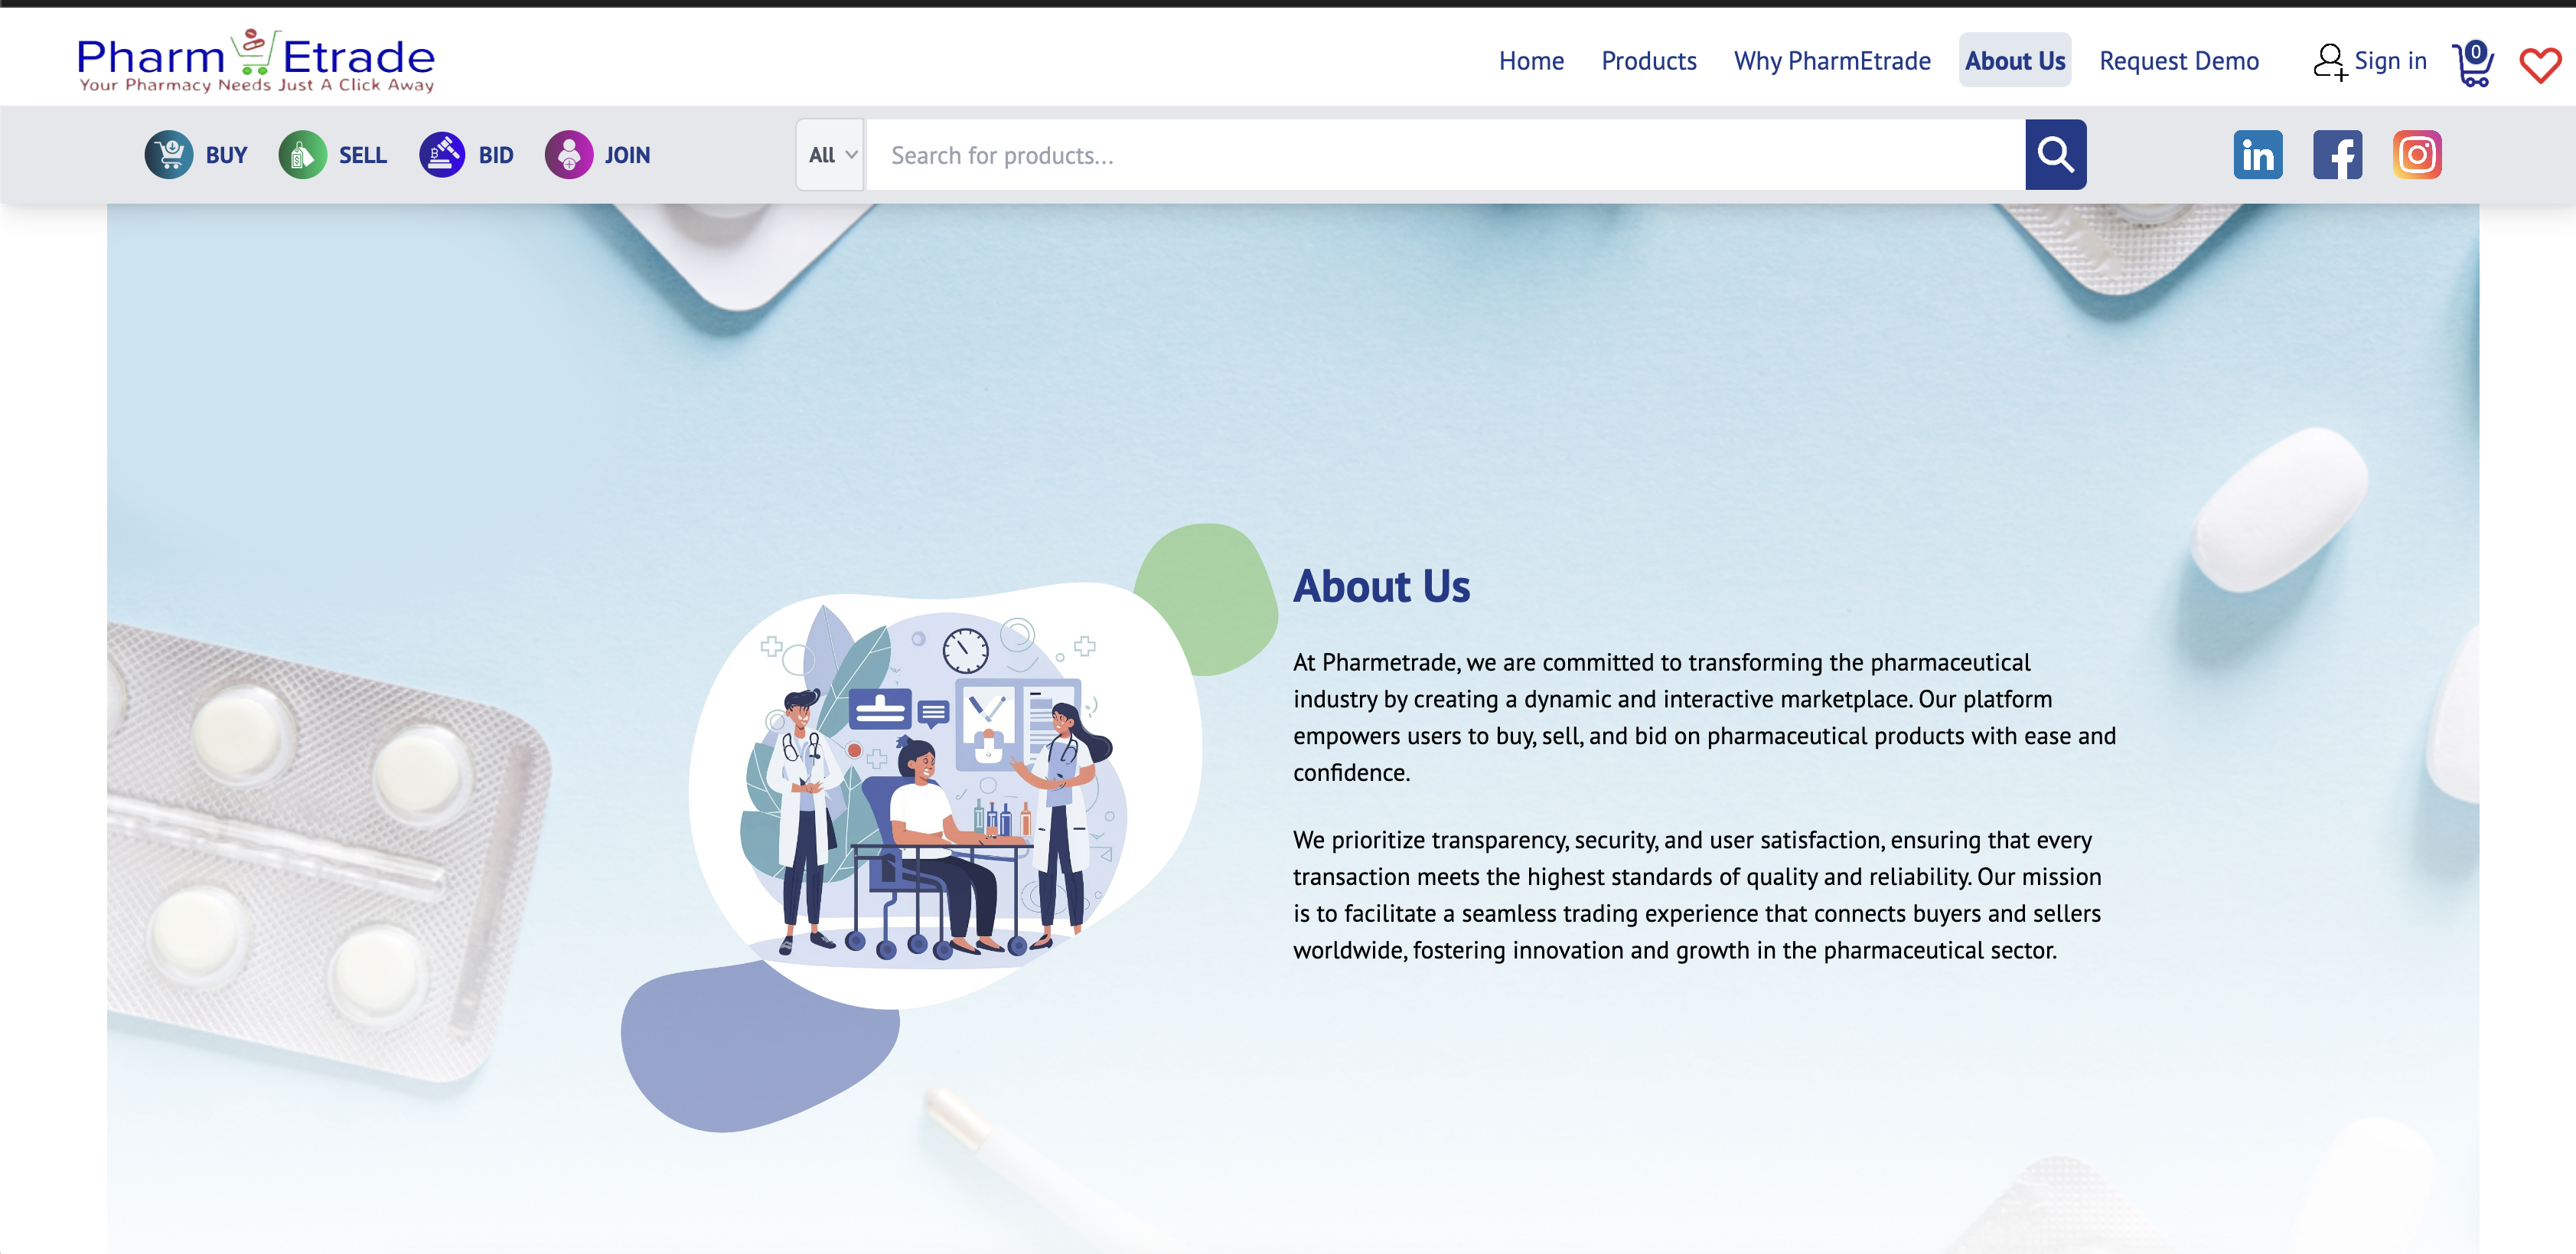 Pharm Etrade
Your Pharmacy Needs Just A Click Away
Home Products Why PharmEtrade About Us Request Demo Sign in 0
BUY SELL BID JOIN All Search for products...
About Us
At Pharmetrade, we are committed to transforming the pharmaceutical
industry by creating a dynamic and interactive marketplace. Our platform
empowers users to buy, sell, and bid on pharmaceutical products with ease and
confidence.
We prioritize transparency, security, and user satisfaction, ensuring that every
transaction meets the highest standards of quality and reliability. Our mission
is to facilitate a seamless trading experience that connects buyers and sellers
worldwide, fostering innovation and growth in the pharmaceutical sector.